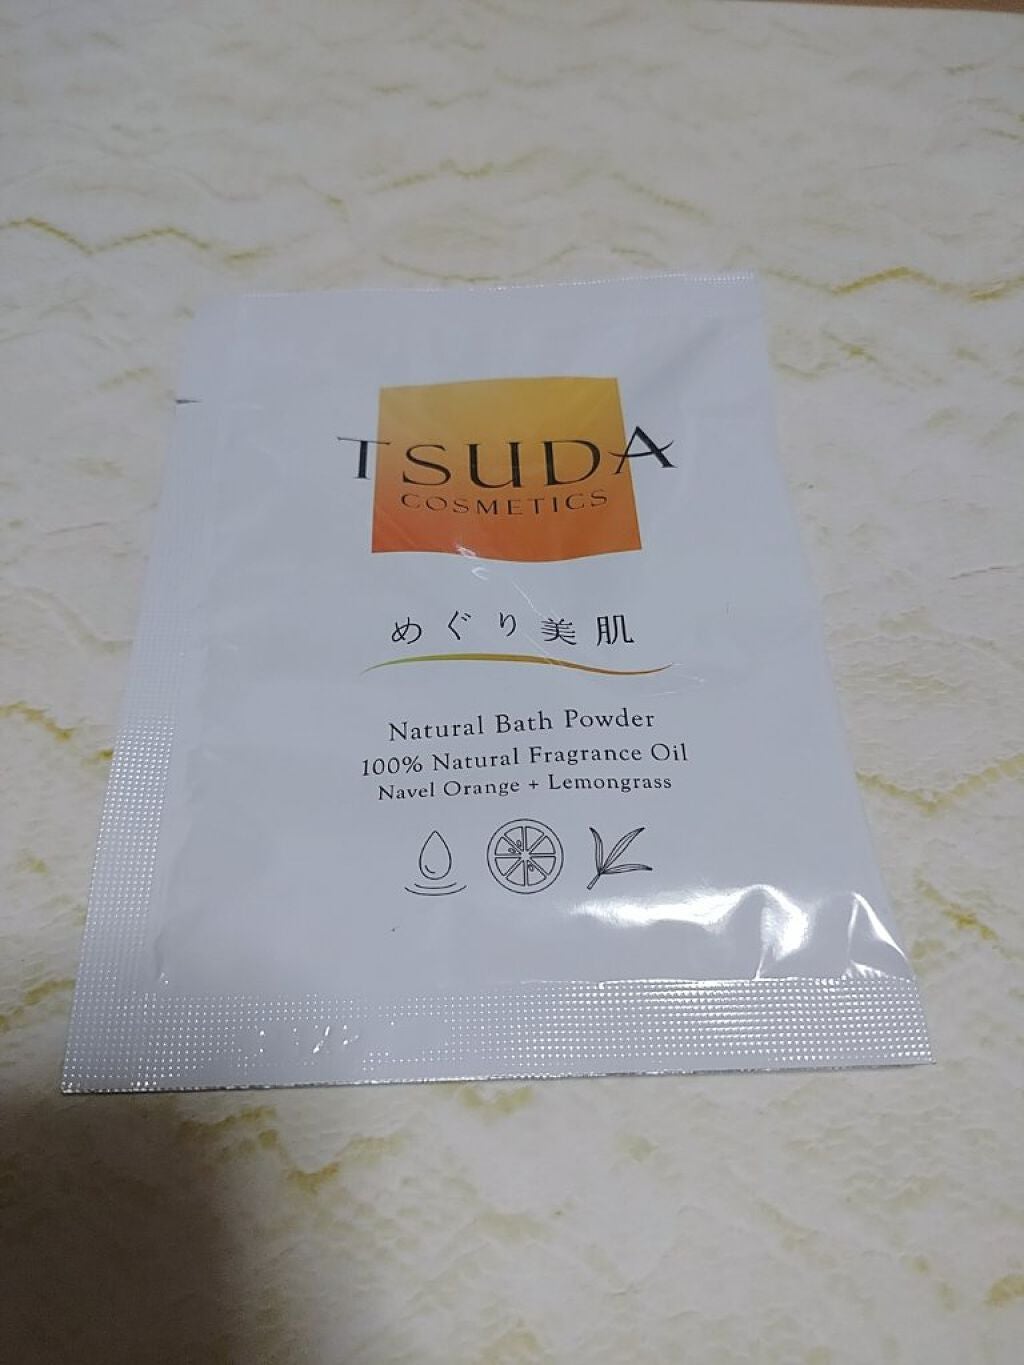 TSUDA
COSMETICS
めぐり美肌
Natural Bath Powder
100% Natural Fragrance Oil
Navel Orange + Lemongrass